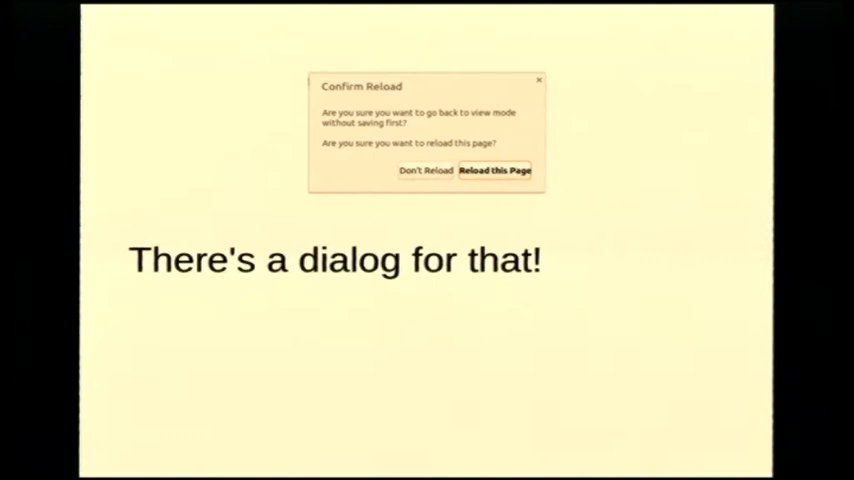 Confirm Reload
Are you sure you want to go back to view mode
without saving first?
Are you sure you want to reload this page?
Don't Reload Reload this Page
There's a dialog for that!